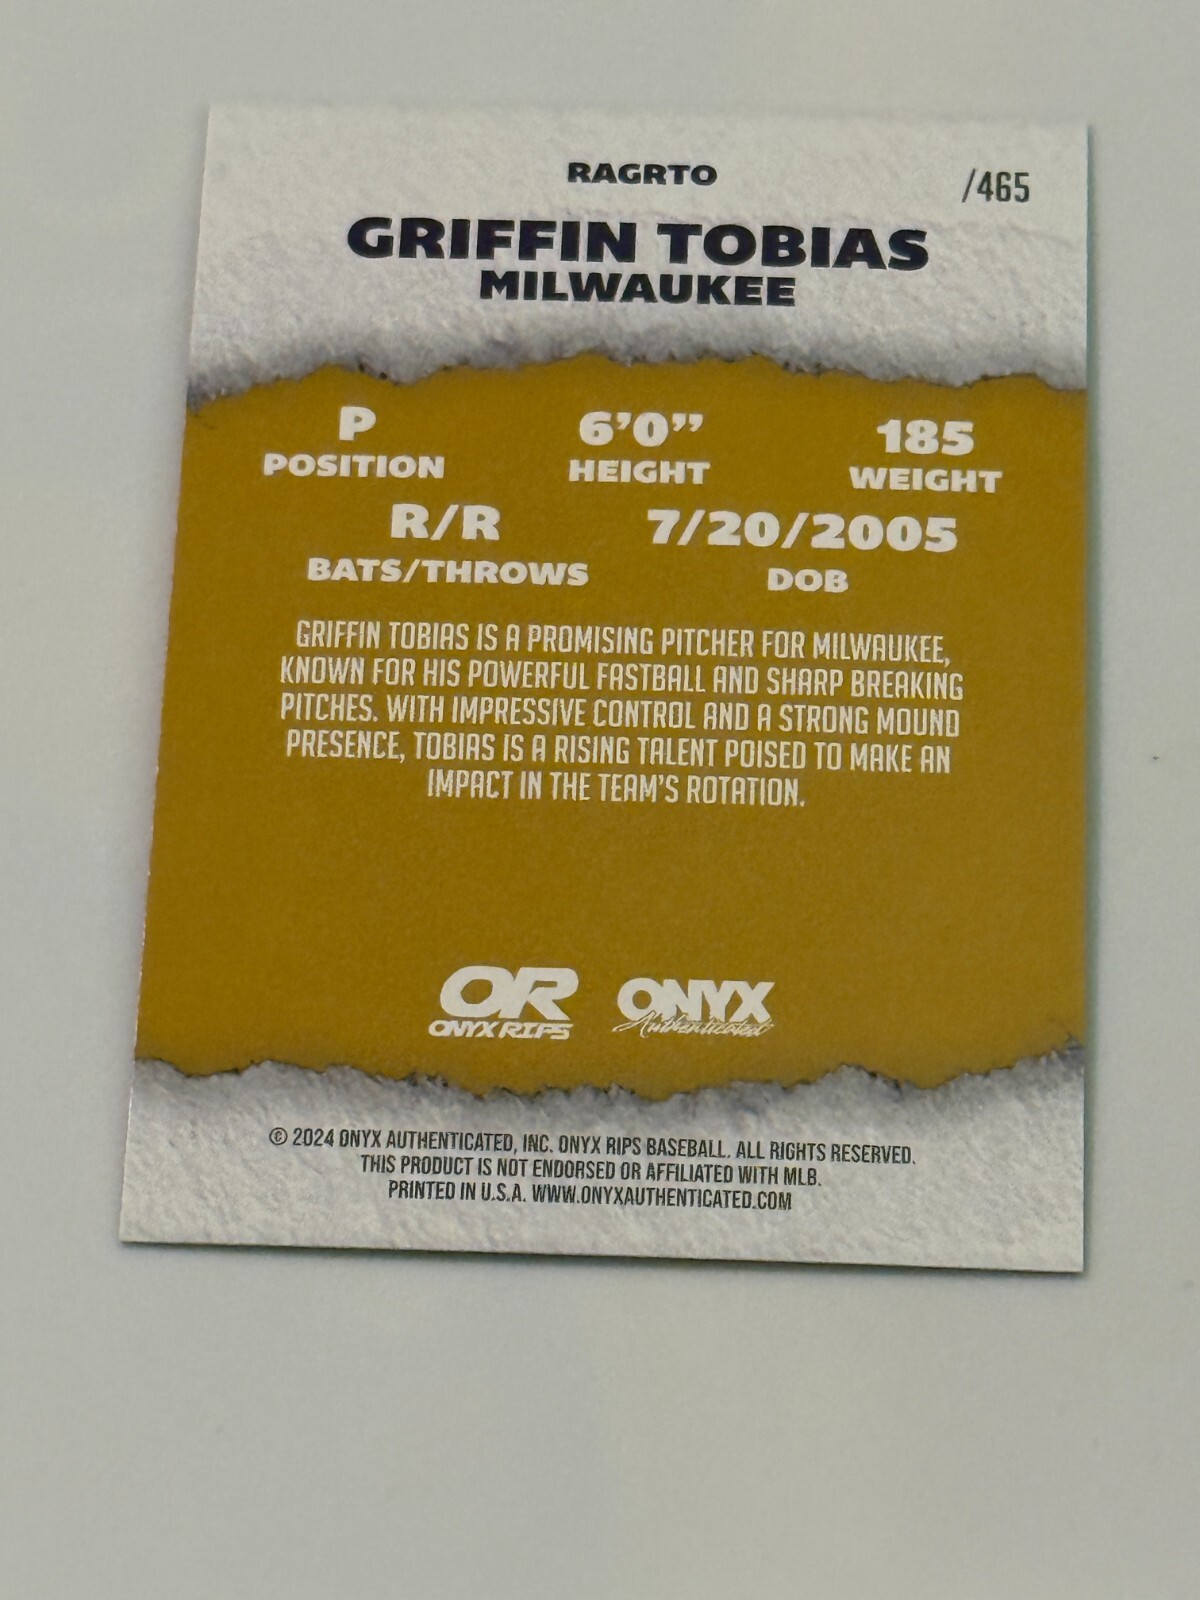 RAGRTO
/465
GRIFFIN TOBIAS
MILWAUKEE
P
POSITION
6'0"
HEIGHT
185
WEIGHT
R/R
BATS/THROWS
7/20/2005
DOB
GRIFFIN TOBIAS IS A PROMISING PITCHER FOR MILWAUKEE,
KNOWN FOR HIS POWERFUL FASTBALL AND SHARP BREAKING
PITCHES. WITH IMPRESSIVE CONTROL AND A STRONG MOUND
PRESENCE, TOBIAS IS A RISING TALENT POISED TO MAKE AN
IMPACT IN THE TEAM'S ROTATION.
OR
ONYX RIPS
ONYX
Authenticated
© 2024 ONYX AUTHENTICATED, INC. ONYX RIPS BASEBALL. ALL RIGHTS RESERVED.
THIS PRODUCT IS NOT ENDORSED OR AFFILIATED WITH MLB.
PRINTED IN U.S.A. WWW.ONYXAUTHENTICATED.COM